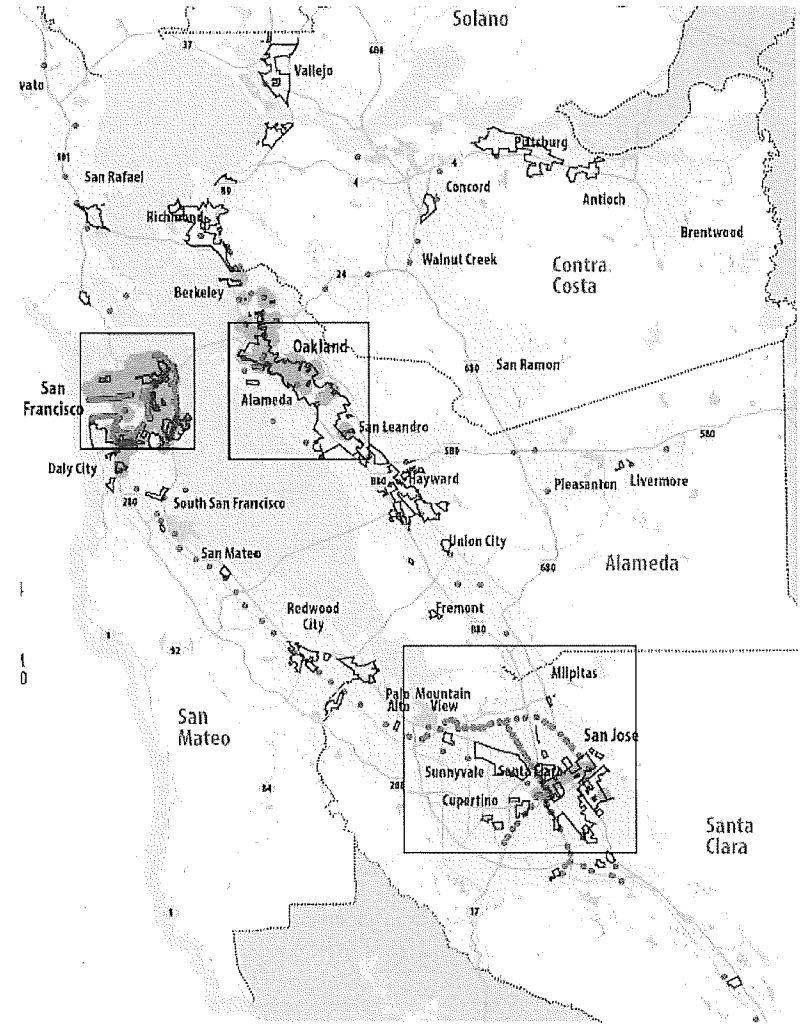 Solano
37
680
Vallejo
vato
Pittsburg
101
4
4
San Rafael
80
Concord
Antioch
Richmond
Brentwood
Walnut Creek
24
Contra
Costa
Berkeley
Oakland
680
San Ramon
San
Francisco
Alameda
San Leandro
580
580
Daly City
880
Hayward
Pleasanton
Livermore
280
South San Francisco
Union City
San Mateo
680
Alameda
Redwood
City
Fremont
880
1
92
Milpitas
Palo
Alto
Mountain
View
San
Mateo
San Jose
Sunnyvale
Santa Clara
280
84
Cupertino
Santa
Clara
1
17